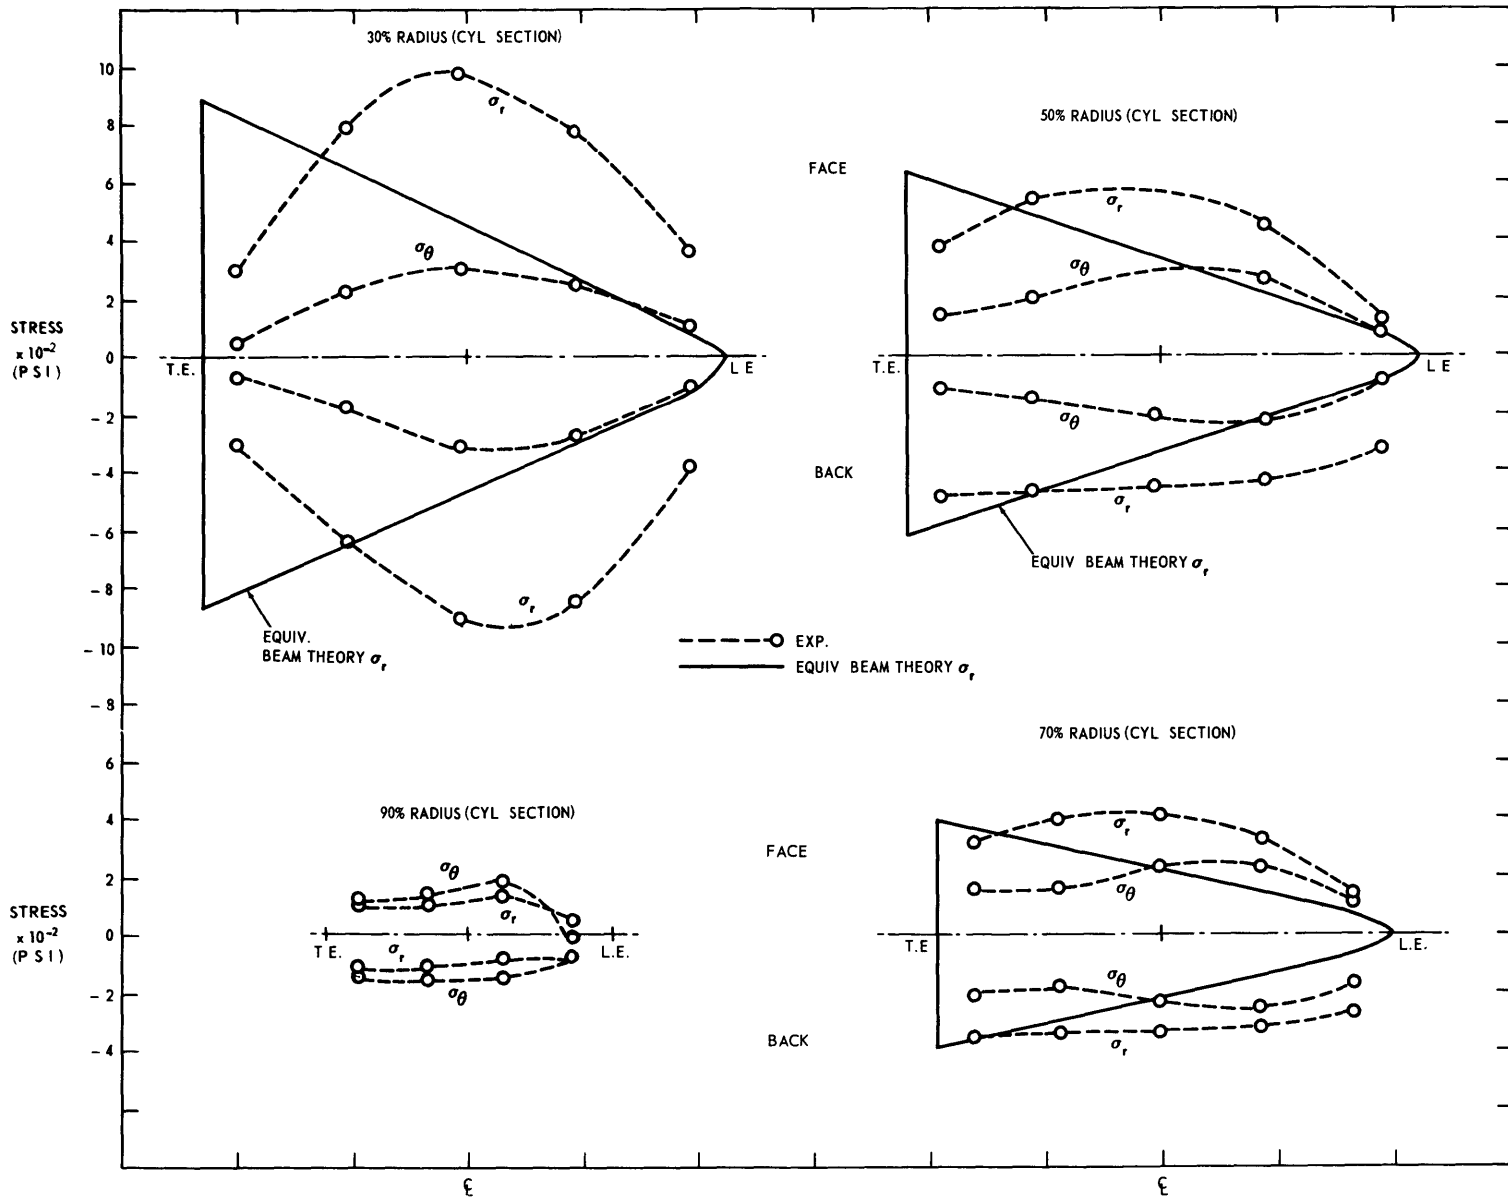 30% RADIUS (CYL SECTION)
10
8
6
4
2
0
- 2
- 4
- 6
- 8
- 10
- 8
6
4
2
0
- 2
- 4
STRESS
x 10⁻²
(P S I)
σr
σθ
T.E.
L E
σr
EQUIV.
BEAM THEORY σr
50% RADIUS (CYL SECTION)
FACE
σr
σθ
T.E.
L E
σθ
BACK
σr
EQUIV BEAM THEORY σr
EXP.
EQUIV BEAM THEORY σr
90% RADIUS (CYL SECTION)
STRESS
x 10⁻²
(P S I)
σθ
σr
T E.
L.E.
σr
σθ
70% RADIUS (CYL SECTION)
FACE
σr
σθ
T.E
L.E.
σθ
BACK
σr
℄
℄